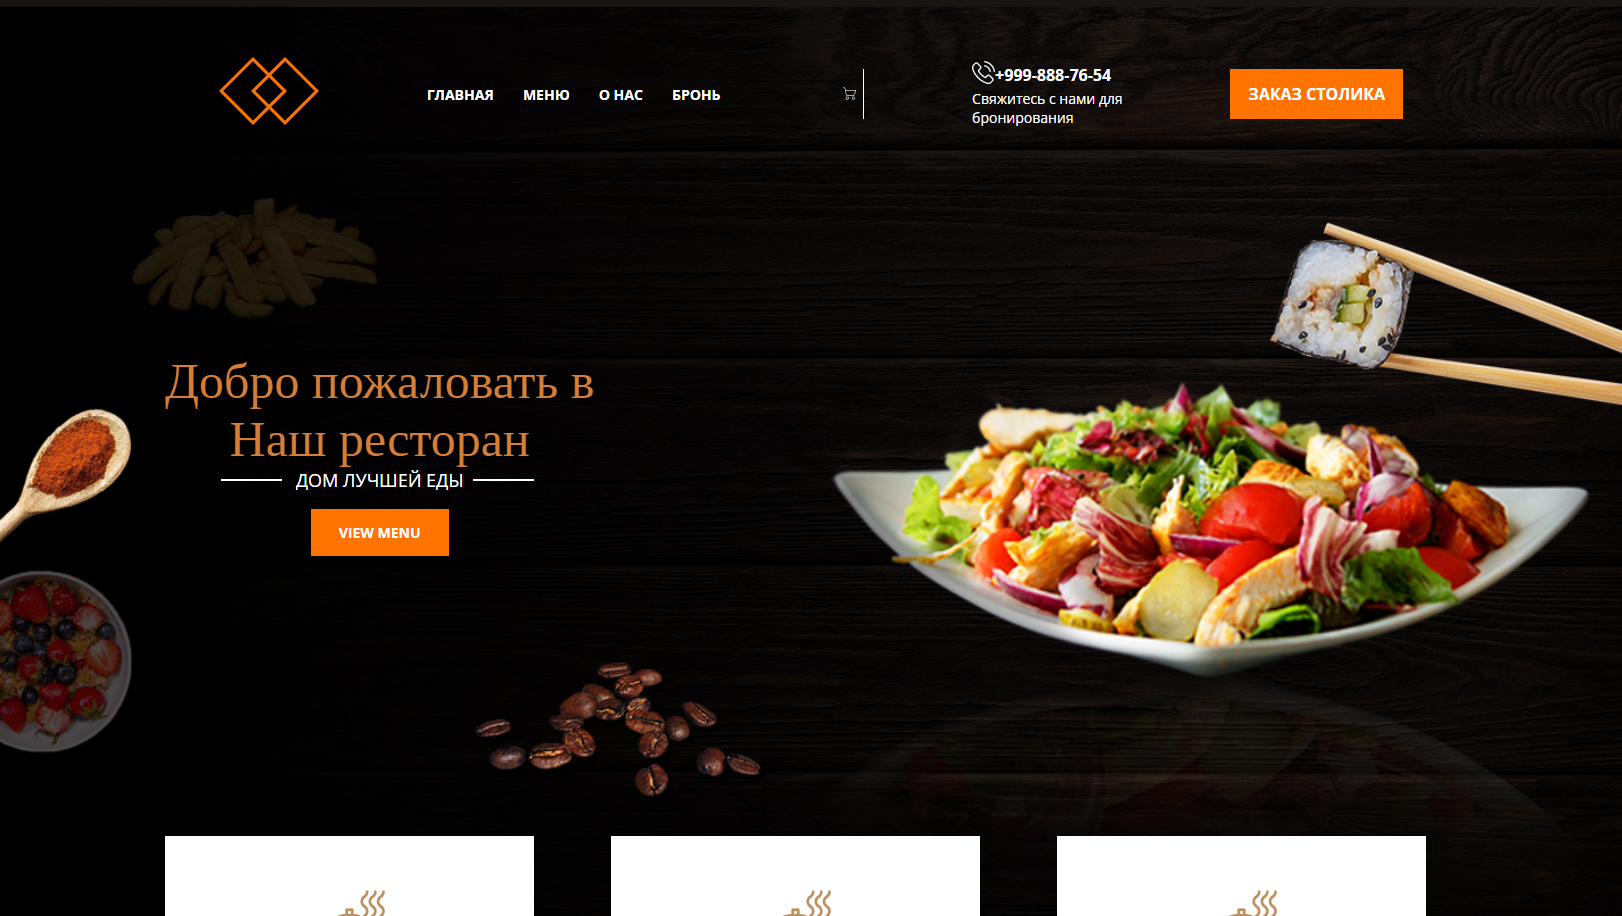 ГЛАВНАЯ МЕНЮ О НАС БРОНЬ
+999-888-76-54
Свяжитесь с нами для
бронирования
ЗАКАЗ СТОЛИКА
Добро пожаловать в
Наш ресторан
ДОМ ЛУЧШЕЙ ЕДЫ
VIEW MENU